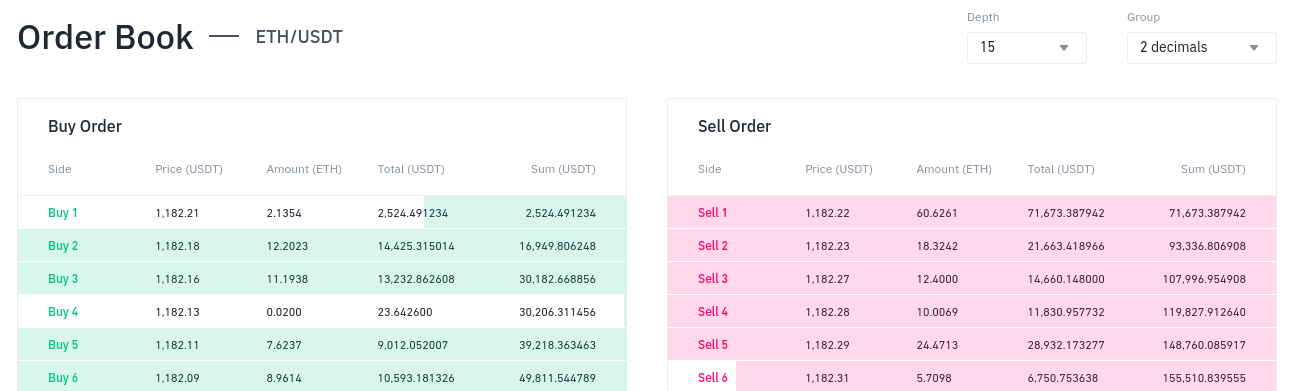 Order Book — ETH/USDT
Depth Group
15 2 decimals
Buy Order
Side Price (USDT) Amount (ETH) Total (USDT) Sum (USDT)
Buy 1 1,182.21 2.1354 2,524.491234 2,524.491234
Buy 2 1,182.18 12.2023 14,425.315014 16,949.806248
Buy 3 1,182.16 11.1938 13,232.862608 30,182.668856
Buy 4 1,182.13 0.0200 23.642600 30,206.311456
Buy 5 1,182.11 7.6237 9,012.052007 39,218.363463
Buy 6 1,182.09 8.9614 10,593.181326 49,811.544789
Sell Order
Side Price (USDT) Amount (ETH) Total (USDT) Sum (USDT)
Sell 1 1,182.22 60.6261 71,673.387942 71,673.387942
Sell 2 1,182.23 18.3242 21,663.418966 93,336.806908
Sell 3 1,182.27 12.4000 14,660.148000 107,996.954908
Sell 4 1,182.28 10.0069 11,830.957732 119,827.912640
Sell 5 1,182.29 24.4713 28,932.173277 148,760.085917
Sell 6 1,182.31 5.7098 6,750.753638 155,510.839555